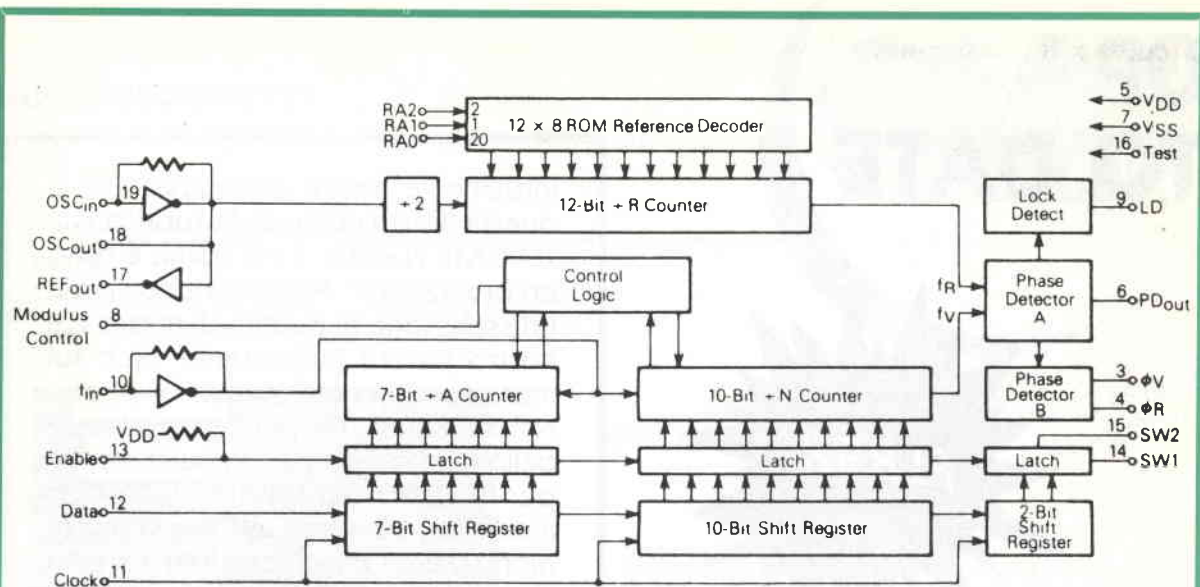 RA2
RA1
RA0
2
1
20
12 × 8 ROM Reference Decoder
5 VDD
7 VSS
16 Test
OSCin 19
÷ 2
12-Bit ÷ R Counter
Lock
Detect
9 LD
OSCout 18
REFout 17
Control
Logic
fR
fV
Phase
Detector
A
6 PDout
Modulus
Control
8
fin 10
7-Bit ÷ A Counter
10-Bit ÷ N Counter
Phase
Detector
B
3 ϕV
4 ϕR
VDD
Enable 13
Latch
Latch
Latch
15 SW2
14 SW1
Data 12
7-Bit Shift Register
10-Bit Shift Register
2-Bit
Shift
Register
Clock 11